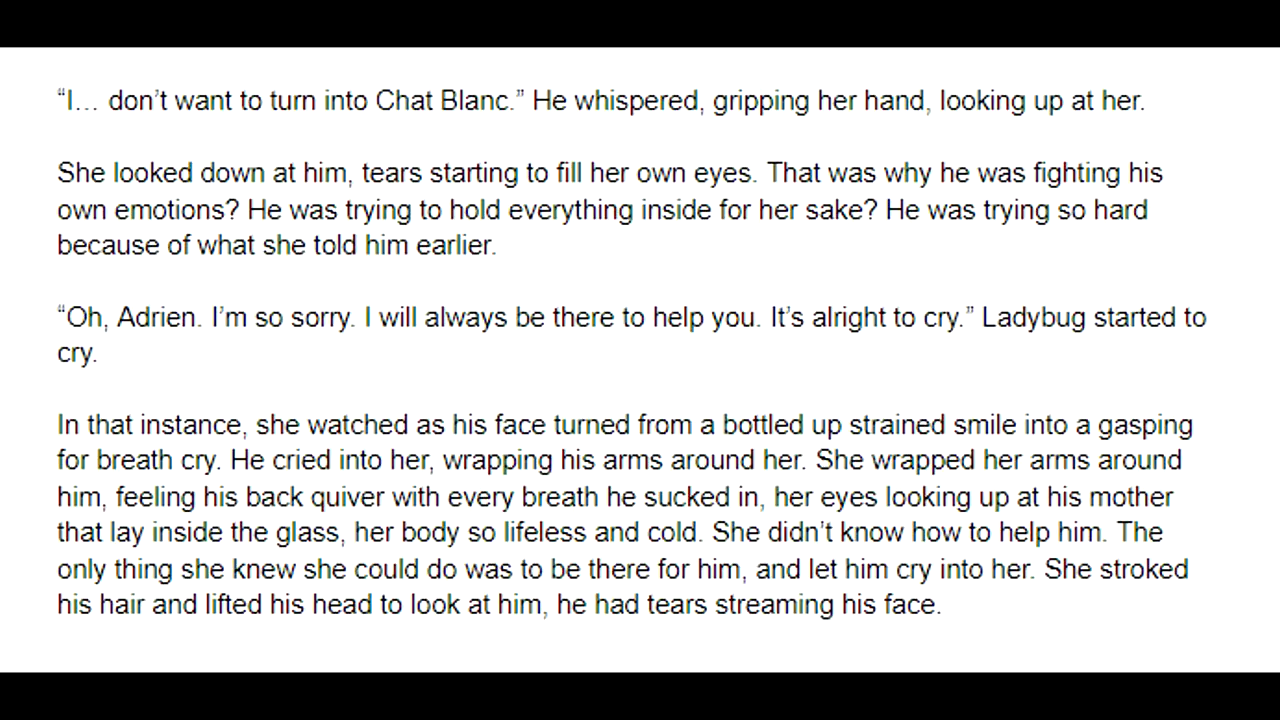 “I… don’t want to turn into Chat Blanc.” He whispered, gripping her hand, looking up at her.
She looked down at him, tears starting to fill her own eyes. That was why he was fighting his
own emotions? He was trying to hold everything inside for her sake? He was trying so hard
because of what she told him earlier.
“Oh, Adrien. I’m so sorry. I will always be there to help you. It’s alright to cry.” Ladybug started to
cry.
In that instance, she watched as his face turned from a bottled up strained smile into a gasping
for breath cry. He cried into her, wrapping his arms around her. She wrapped her arms around
him, feeling his back quiver with every breath he sucked in, her eyes looking up at his mother
that lay inside the glass, her body so lifeless and cold. She didn’t know how to help him. The
only thing she knew she could do was to be there for him, and let him cry into her. She stroked
his hair and lifted his head to look at him, he had tears streaming his face.